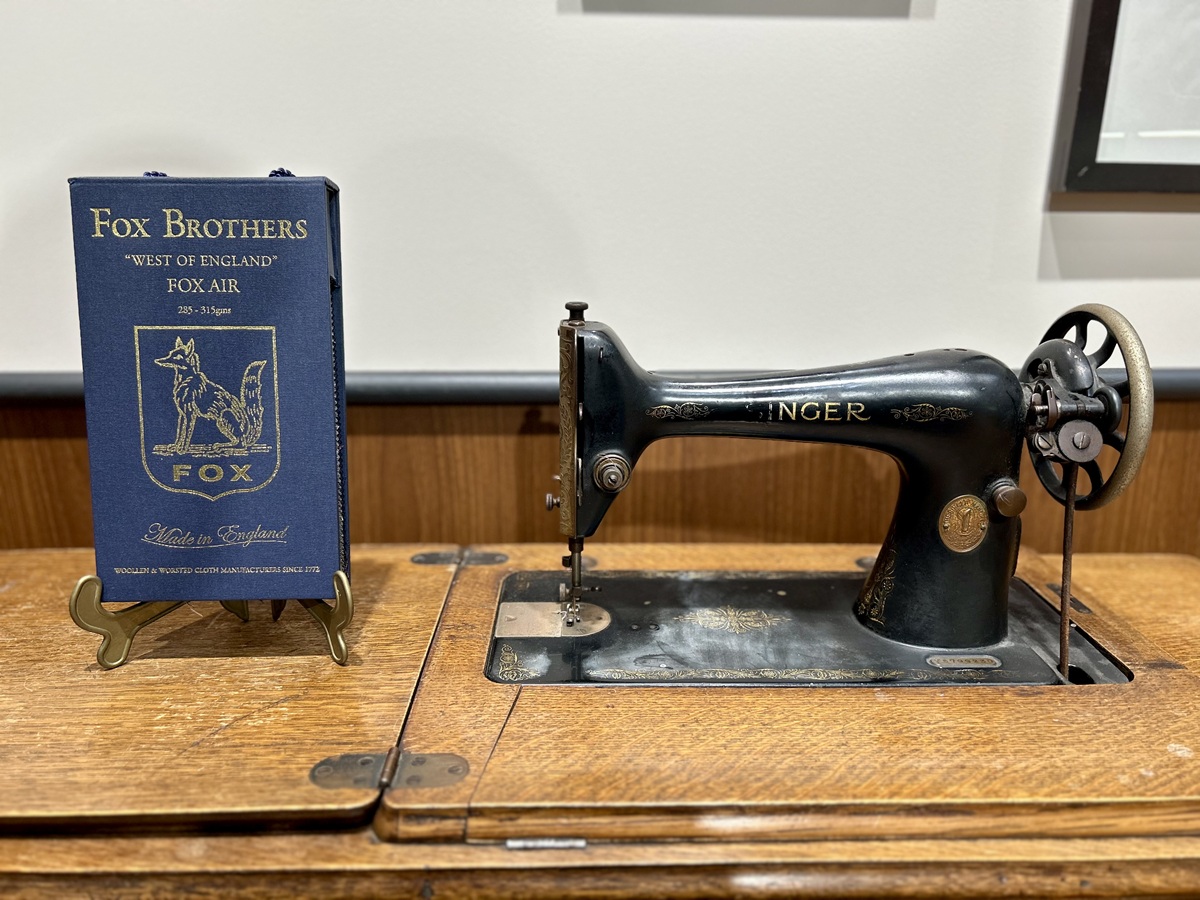 FOX BROTHERS
"WEST OF ENGLAND"
FOX AIR
285 - 315gms
FOX
Made in England
WOOLLEN & WORSTED CLOTH MANUFACTURERS SINCE 1772
INGER